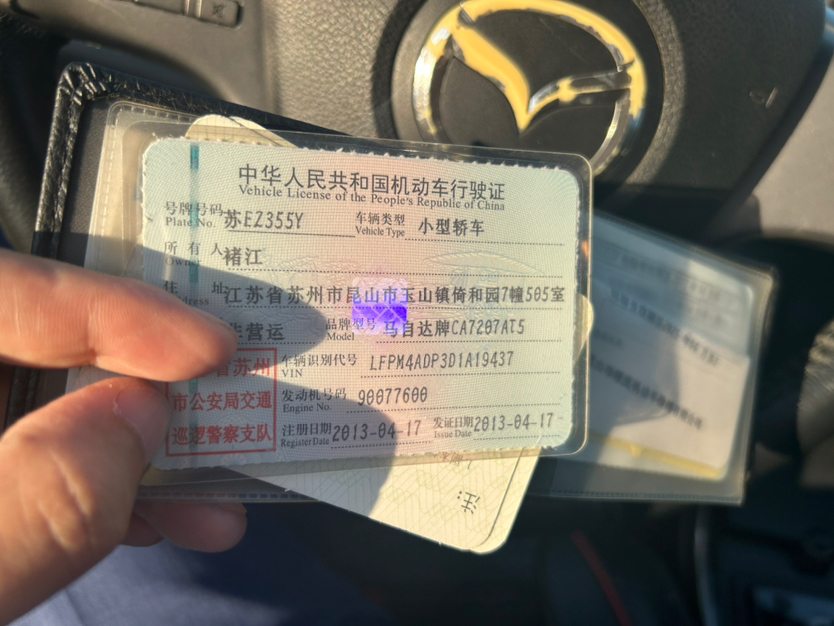 中华人民共和国机动车行驶证
Vehicle License of the People's Republic of China
号牌号码 苏EZ355Y 车辆类型 小型轿车
Plate No. Vehicle Type
所有人 褚江
住址 江苏省苏州市昆山市玉山镇倚和园7幢505室
Address
营运 品牌型号 马自达牌CA7207AT5
Model
省苏州 车辆识别代号 LFPM4ADP3D1A19437
VIN
市公安局交通 发动机号码 90077600
Engine No.
巡逻警察支队 注册日期 2013-04-17 发证日期 2013-04-17
Register Date Issue Date